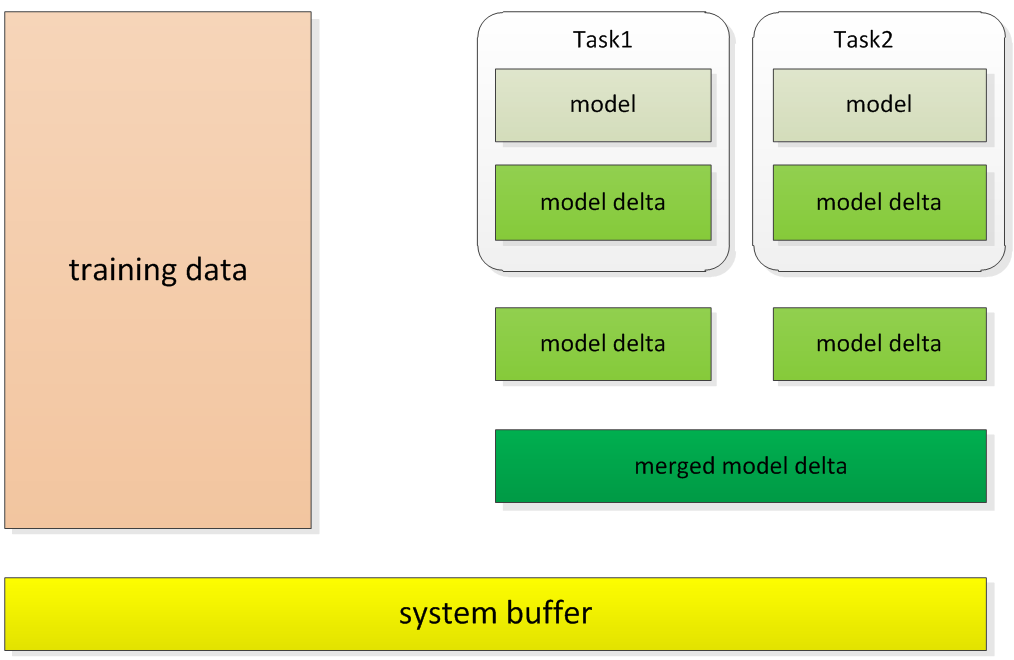 training data
Task1
model
model delta
Task2
model
model delta
model delta
model delta
merged model delta
system buffer